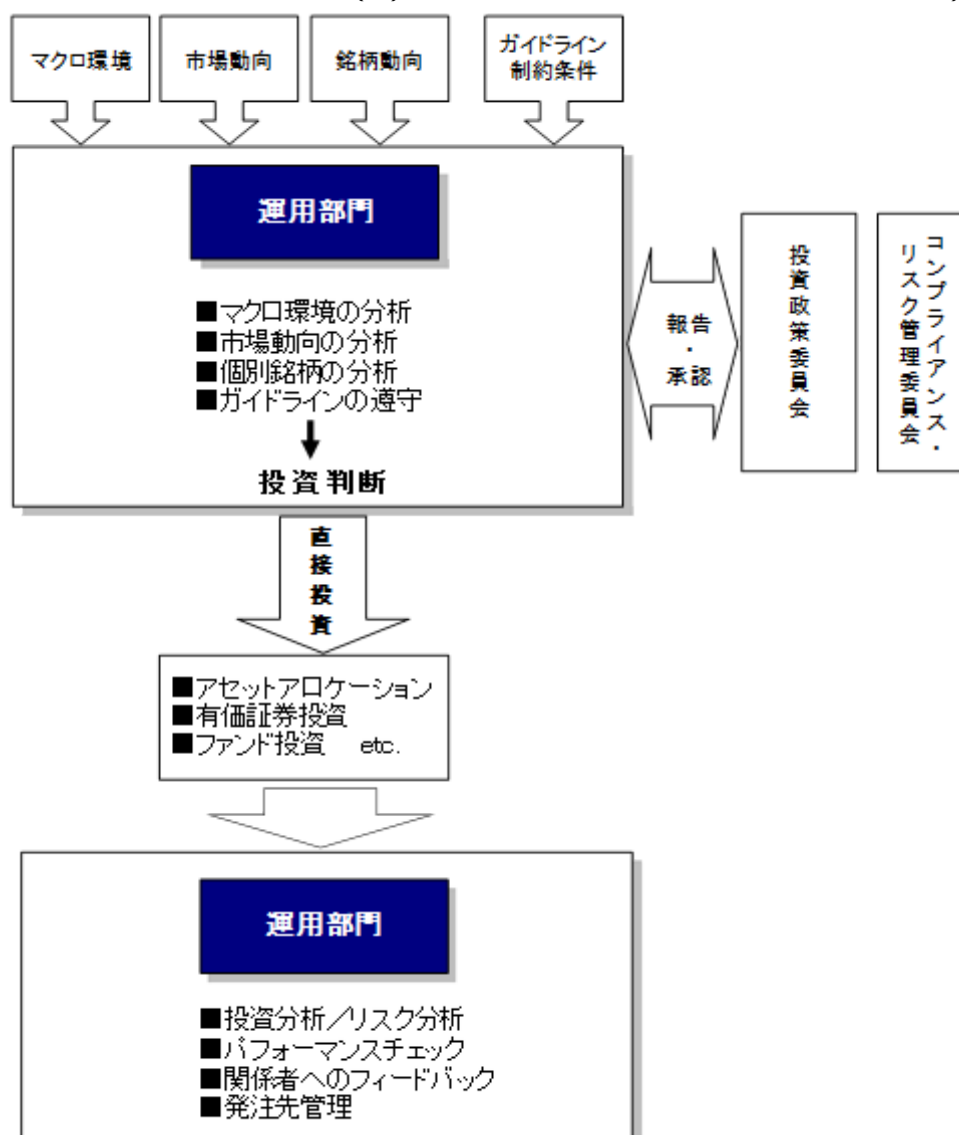 マクロ環境
市場動向
銘柄動向
ガイドライン
制約条件
運用部門
■マクロ環境の分析
■市場動向の分析
■個別銘柄の分析
■ガイドラインの遵守
投資判断
報告
・
承認
投資政策委員会
コンプライアンス・
リスク管理委員会
直接投資
■アセットアロケーション
■有価証券投資
■ファンド投資 etc.
運用部門
■投資分析／リスク分析
■パフォーマンスチェック
■関係者へのフィードバック
■発注先管理